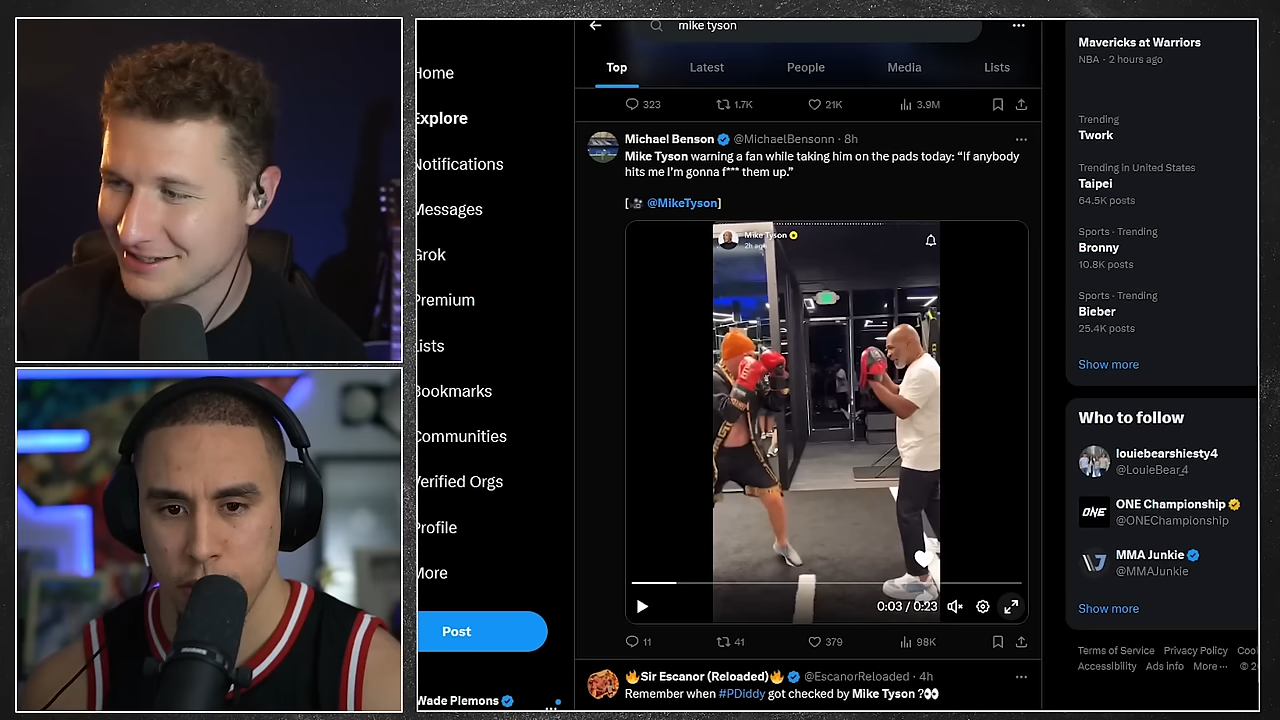 mike tyson
Top
Latest
People
Media
Lists
323
1.7K
21K
3.9M
Home
Explore
Notifications
Messages
Grok
Premium
Lists
Bookmarks
Communities
Verified Orgs
Profile
More
Post
Wade Plemons
Michael Benson @MichaelBensonn · 8h
Mike Tyson warning a fan while taking him on the pads today: “If anybody
hits me I’m gonna f*** them up.”
[🎥 @MikeTyson]
Mike Tyson
2h ago
0:03 / 0:23
11
41
379
98K
🔥Sir Escanor (Reloaded)🔥 @EscanorReloaded · 4h
Remember when #PDiddy got checked by Mike Tyson ?👀
Mavericks at Warriors
NBA · 2 hours ago
Trending
Twork
Trending in United States
Taipei
64.5K posts
Sports · Trending
Bronny
10.8K posts
Sports · Trending
Bieber
25.4K posts
Show more
Who to follow
louiebearshiesty4
@LouieBear_4
ONE
ONE Championship
@ONEChampionship
MMA Junkie
@MMAJunkie
Show more
Terms of Service Privacy Policy Coo
Accessibility Ads info More ··· © 2